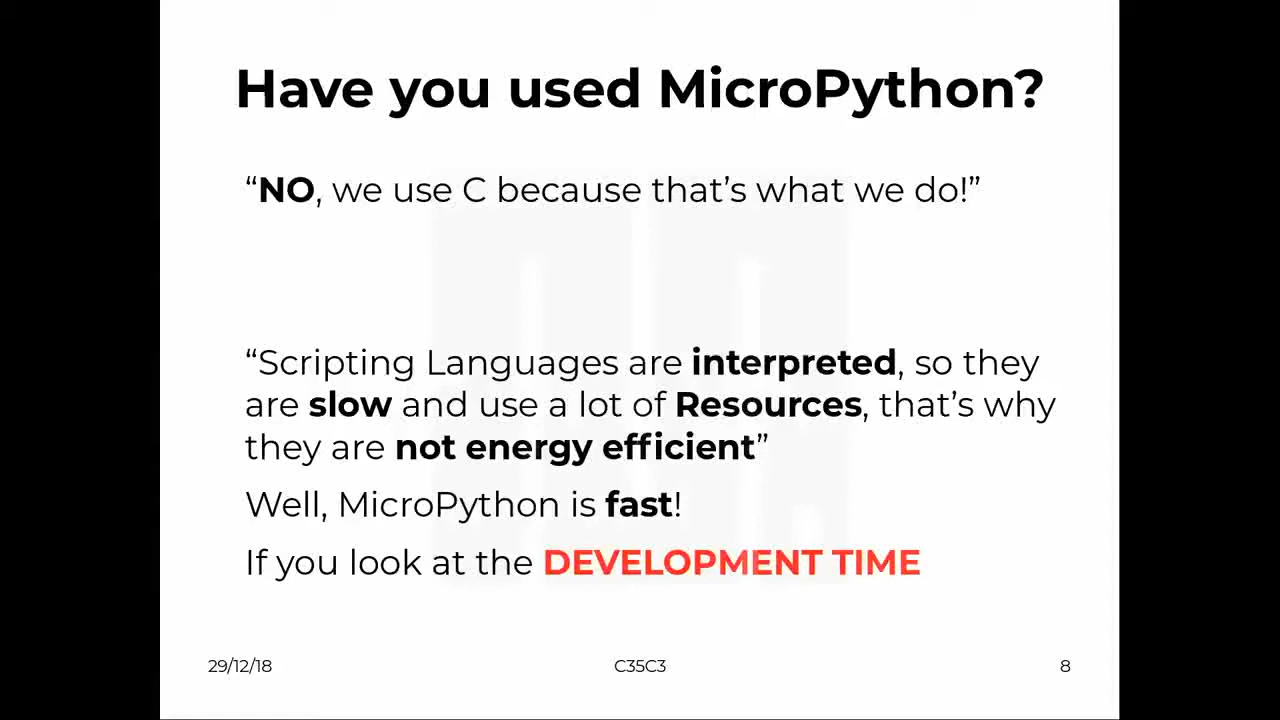 Have you used MicroPython?
“NO, we use C because that’s what we do!”
“Scripting Languages are interpreted, so they
are slow and use a lot of Resources, that’s why
they are not energy efficient”
Well, MicroPython is fast!
If you look at the DEVELOPMENT TIME
29/12/18
C35C3
8